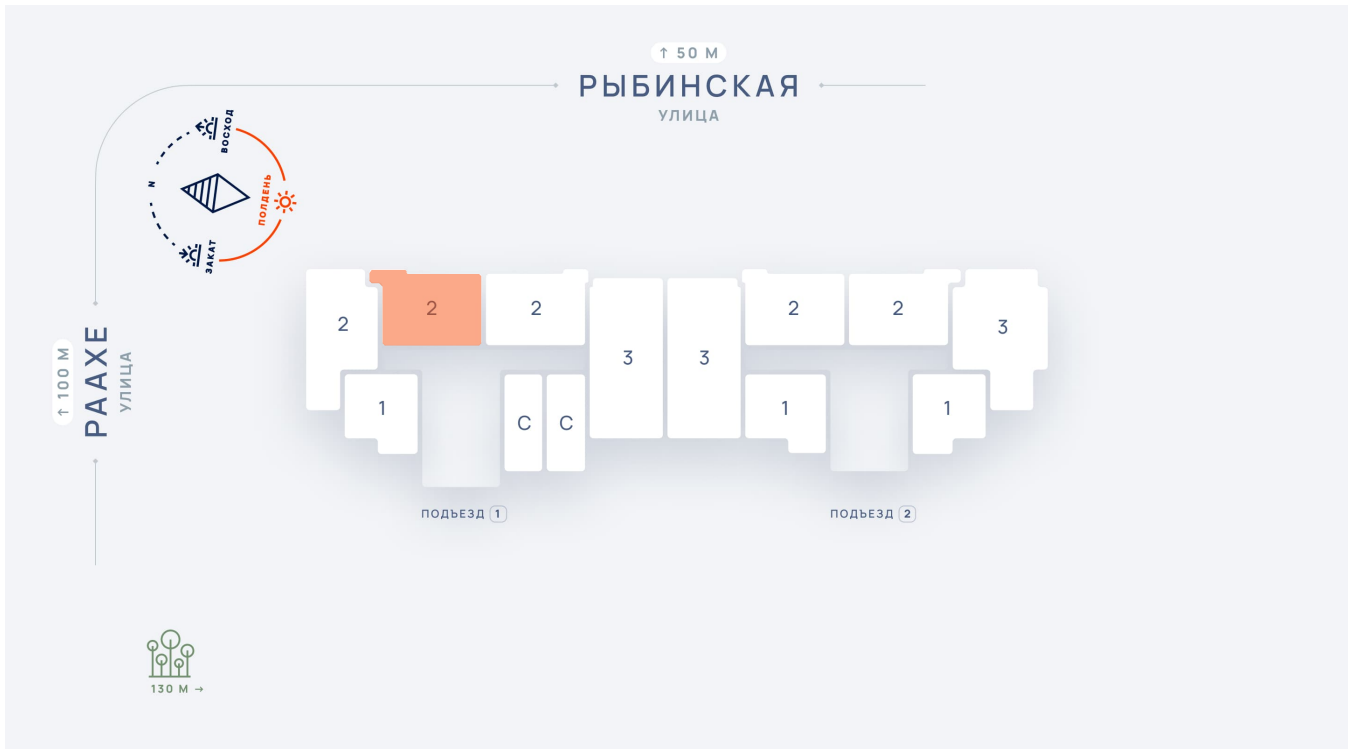 ↑ 50 М
РЫБИНСКАЯ
УЛИЦА
ВОСХОД
N
ПОЛДЕНЬ
ЗАКАТ
↑ 100 М
РААХЕ
УЛИЦА
2
2
2
3
3
2
2
3
1
С
С
1
1
ПОДЪЕЗД 1
ПОДЪЕЗД 2
130 М →